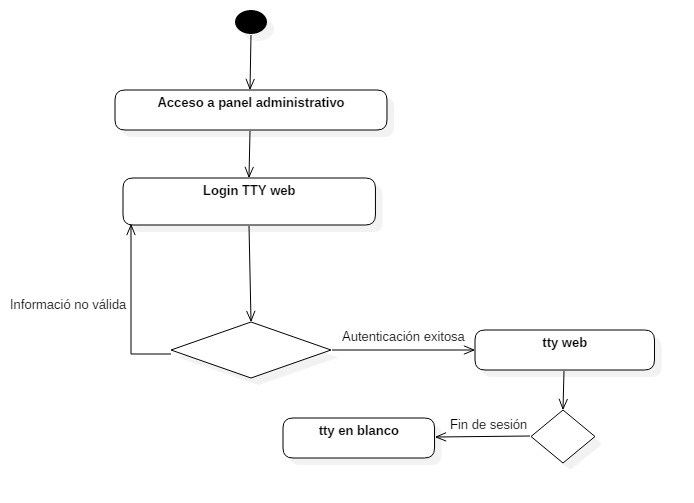 Acceso a panel administrativo
Login TTY web
Informació no válida
Autenticación exitosa
tty web
Fin de sesión
tty en blanco